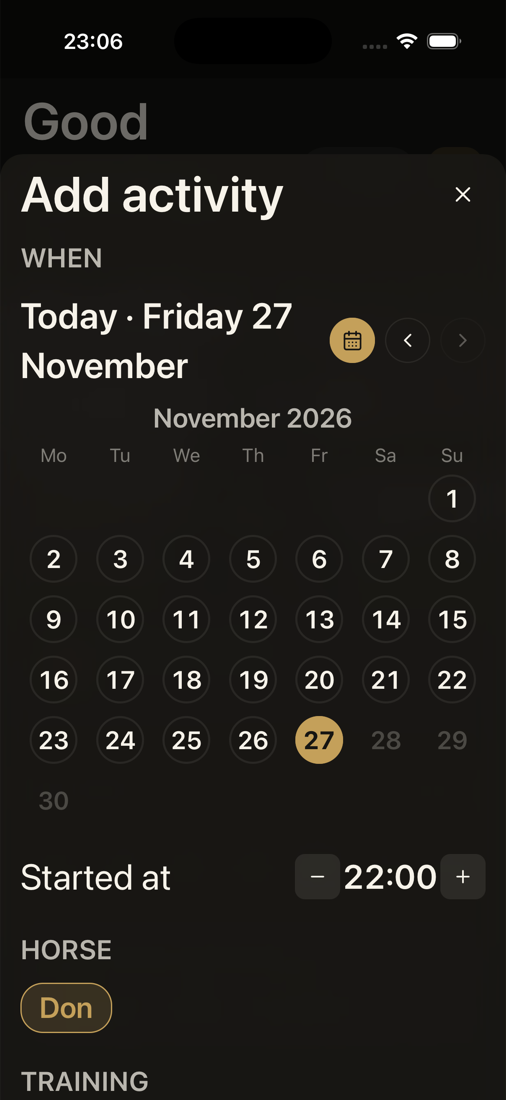 23:06
Good
Add activity
WHEN
Today · Friday 27
November
November 2026
Mo Tu We Th Fr Sa Su
1
2 3 4 5 6 7 8
9 10 11 12 13 14 15
16 17 18 19 20 21 22
23 24 25 26 27 28 29
30
Started at − 22:00 +
HORSE
Don
TRAINING